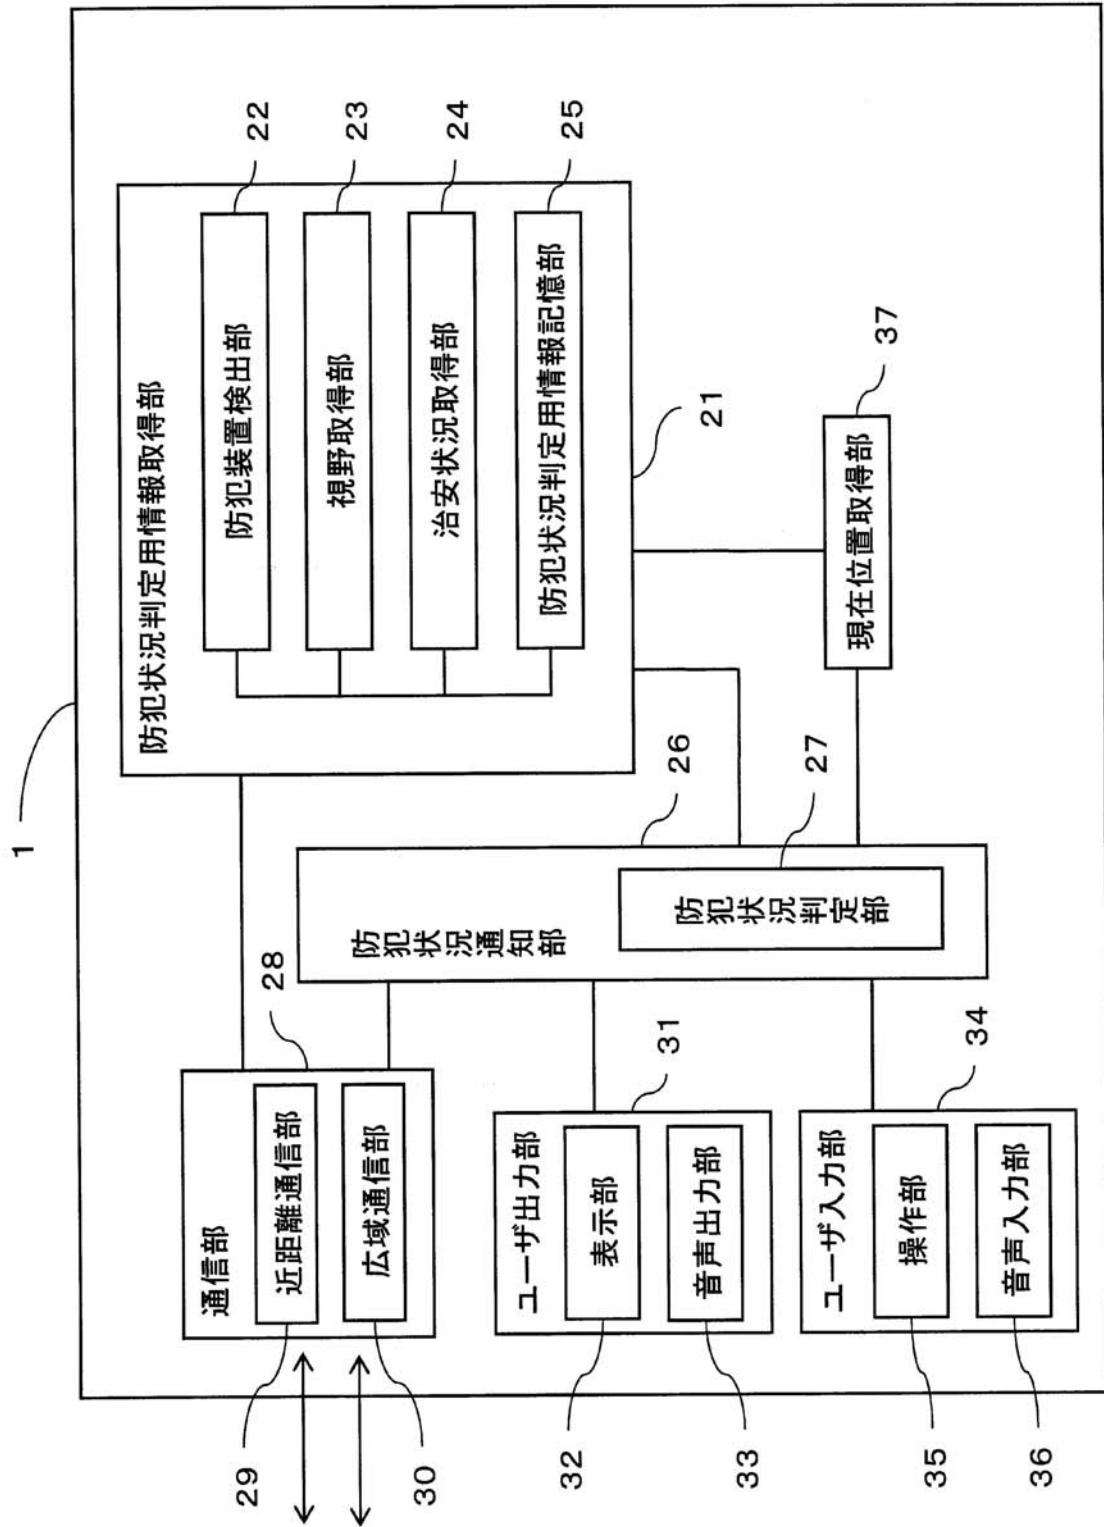 1
通信部
近距離通信部
広域通信部
28
29
30
ユーザ出力部
表示部
音声出力部
31
32
33
ユーザ入力部
操作部
音声入力部
34
35
36
防犯状況通知部
防犯状況判定部
26
27
防犯状況判定用情報取得部
防犯装置検出部
視野取得部
治安状況取得部
防犯状況判定用情報記憶部
22
23
24
25
21
現在位置取得部
37